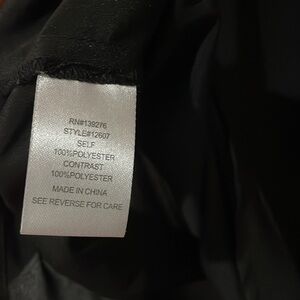 RN#139276
STYLE#12607
SELF
100%POLYESTER
CONTRAST
100%POLYESTER
MADE IN CHINA
SEE REVERSE FOR CARE